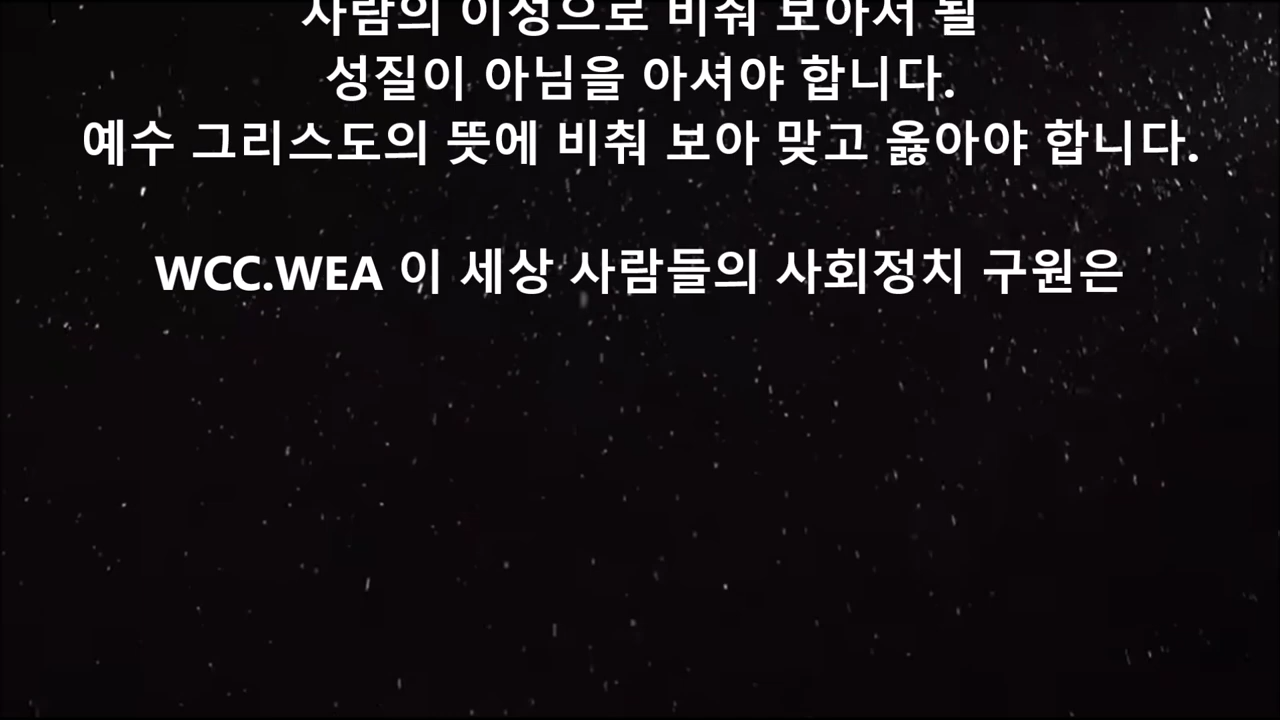 사람의 이성으로 비춰 보아서 될
성질이 아님을 아셔야 합니다.
예수 그리스도의 뜻에 비춰 보아 맞고 옳아야 합니다.
WCC.WEA 이 세상 사람들의 사회정치 구원은